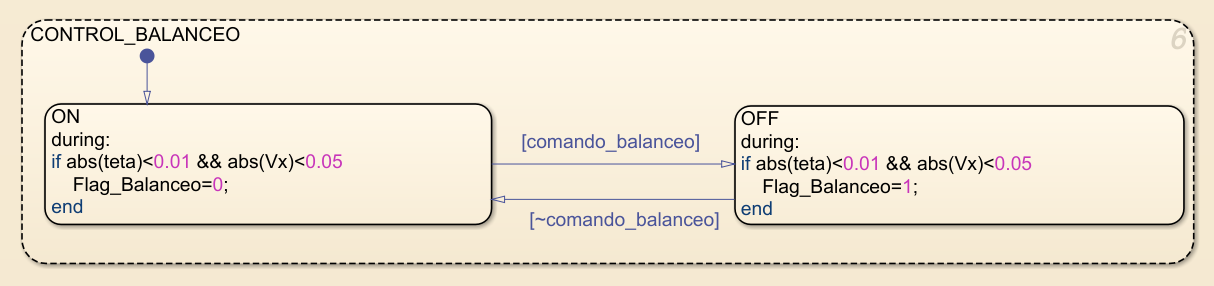 CONTROL_BALANCEO
6
ON
during:
if abs(teta)<0.01 && abs(Vx)<0.05
Flag_Balanceo=0;
end
[comando_balanceo]
[~comando_balanceo]
OFF
during:
if abs(teta)<0.01 && abs(Vx)<0.05
Flag_Balanceo=1;
end